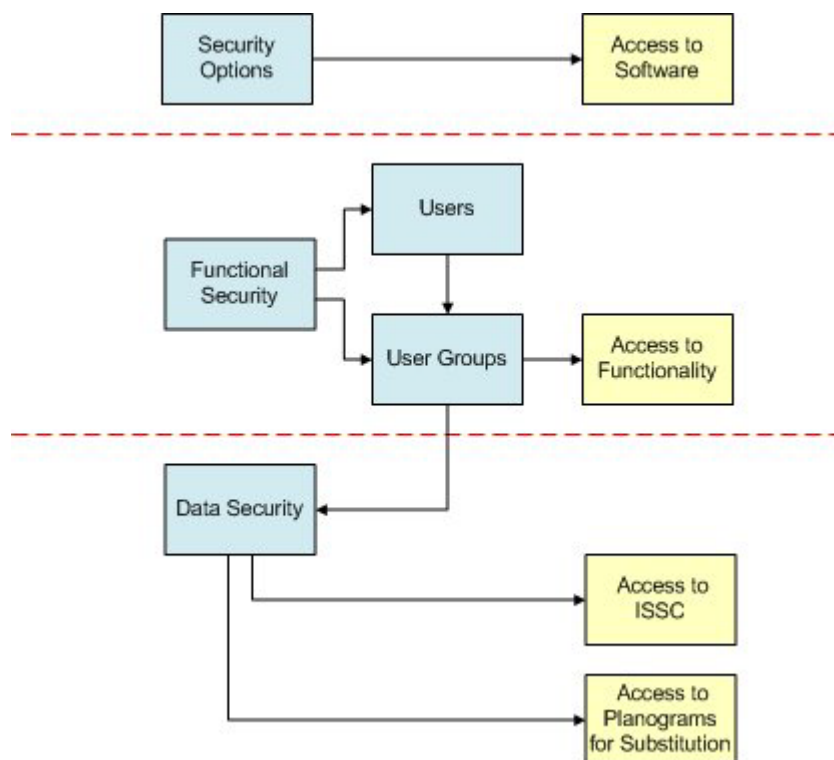 Security
Options
Access to
Software
Users
Functional
Security
User Groups
Access to
Functionality
Data Security
Access to
ISSC
Access to
Planograms
for Substitution